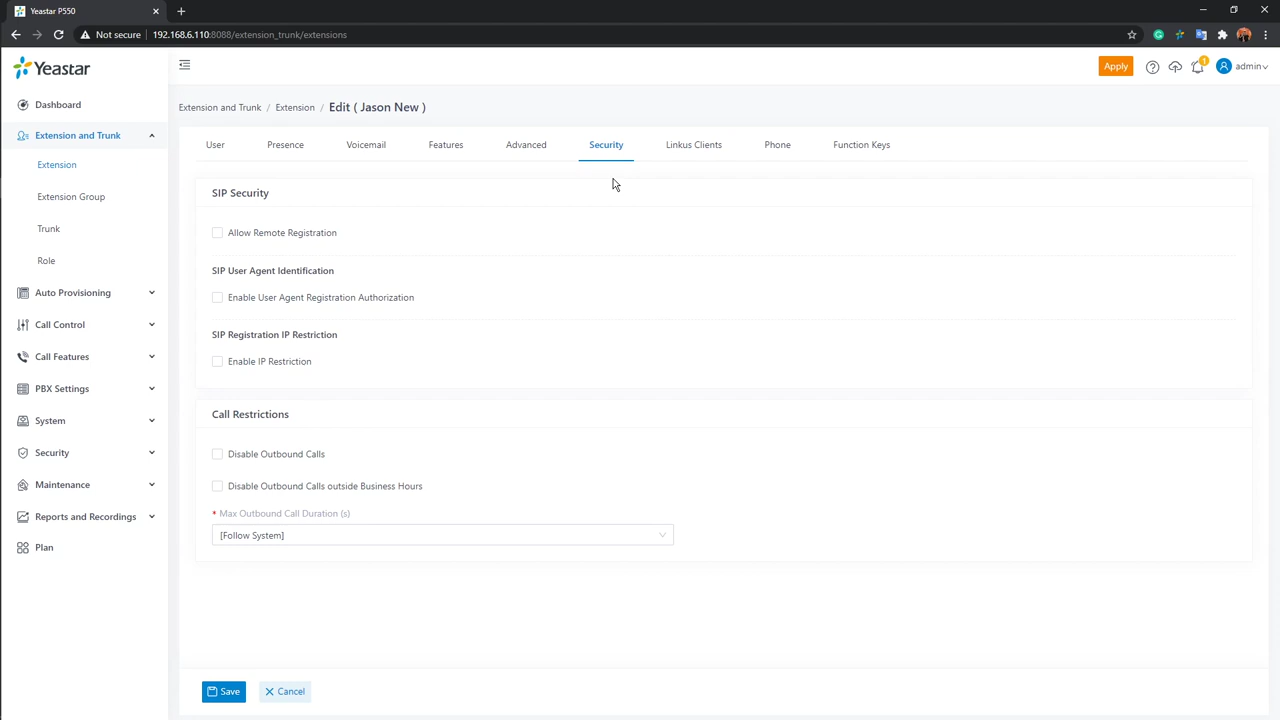 Yeastar P550
Not secure
192.168.6.110:8088/extension_trunk/extensions
Yeastar
Apply
1
admin
Dashboard
Extension and Trunk
Extension
Extension Group
Trunk
Role
Auto Provisioning
Call Control
Call Features
PBX Settings
System
Security
Maintenance
Reports and Recordings
Plan
Extension and Trunk / Extension / Edit ( Jason New )
User Presence Voicemail Features Advanced Security Linkus Clients Phone Function Keys
SIP Security
Allow Remote Registration
SIP User Agent Identification
Enable User Agent Registration Authorization
SIP Registration IP Restriction
Enable IP Restriction
Call Restrictions
Disable Outbound Calls
Disable Outbound Calls outside Business Hours
* Max Outbound Call Duration (s)
[Follow System]
Save
Cancel